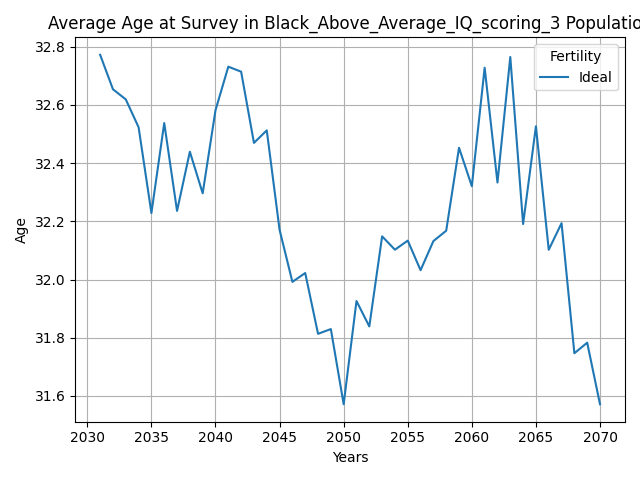 Average Age at Survey in Black_Above_Average_IQ_scoring_3 Populatio
32.8
32.6
32.4
32.2
32.0
31.8
31.6
Age
Fertility
Ideal
2030 2035 2040 2045 2050 2055 2060 2065 2070
Years